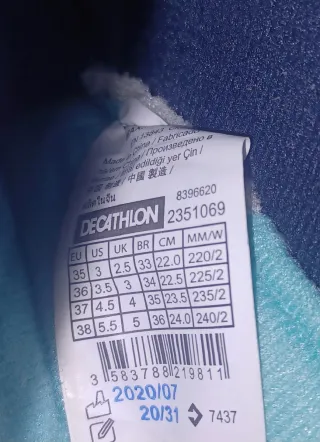 Made in
China / Fabricado
Произведено в
edildiği yer Çin /
中國 製造 /
ผลิตในจีน
8396620
DECATHLON 2351069
EU US UK BR CM MM/W
35 3 2.5 33 22.0 220/2
36 3.5 3 34 22.5 225/2
37 4.5 4 35 23.5 235/2
38 5.5 5 36 24.0 240/2
3 583788 219811
2020/07
20/31 7437